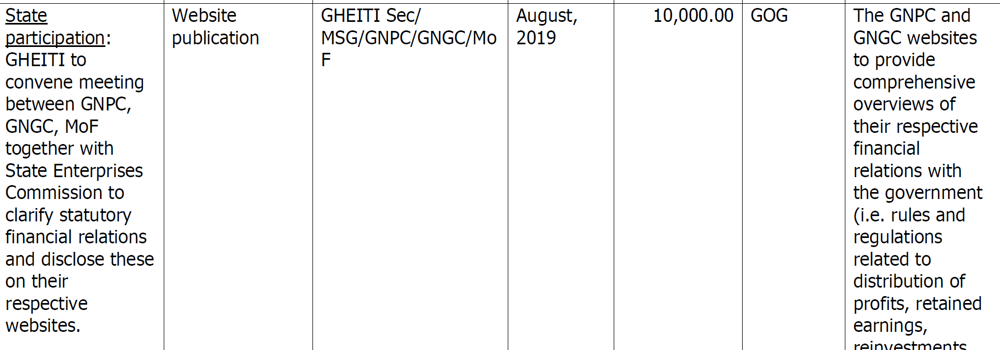 State
participation:
GHEITI to
convene meeting
between GNPC,
GNGC, MoF
together with
State Enterprises
Commission to
clarify statutory
financial relations
and disclose these
on their
respective
websites.
Website
publication
GHEITI Sec/
MSG/GNPC/GNGC/Mo
F
August,
2019
10,000.00
GOG
The GNPC and
GNGC websites
to provide
comprehensive
overviews of
their respective
financial
relations with
the government
(i.e. rules and
regulations
related to
distribution of
profits, retained
earnings,
reinvestments